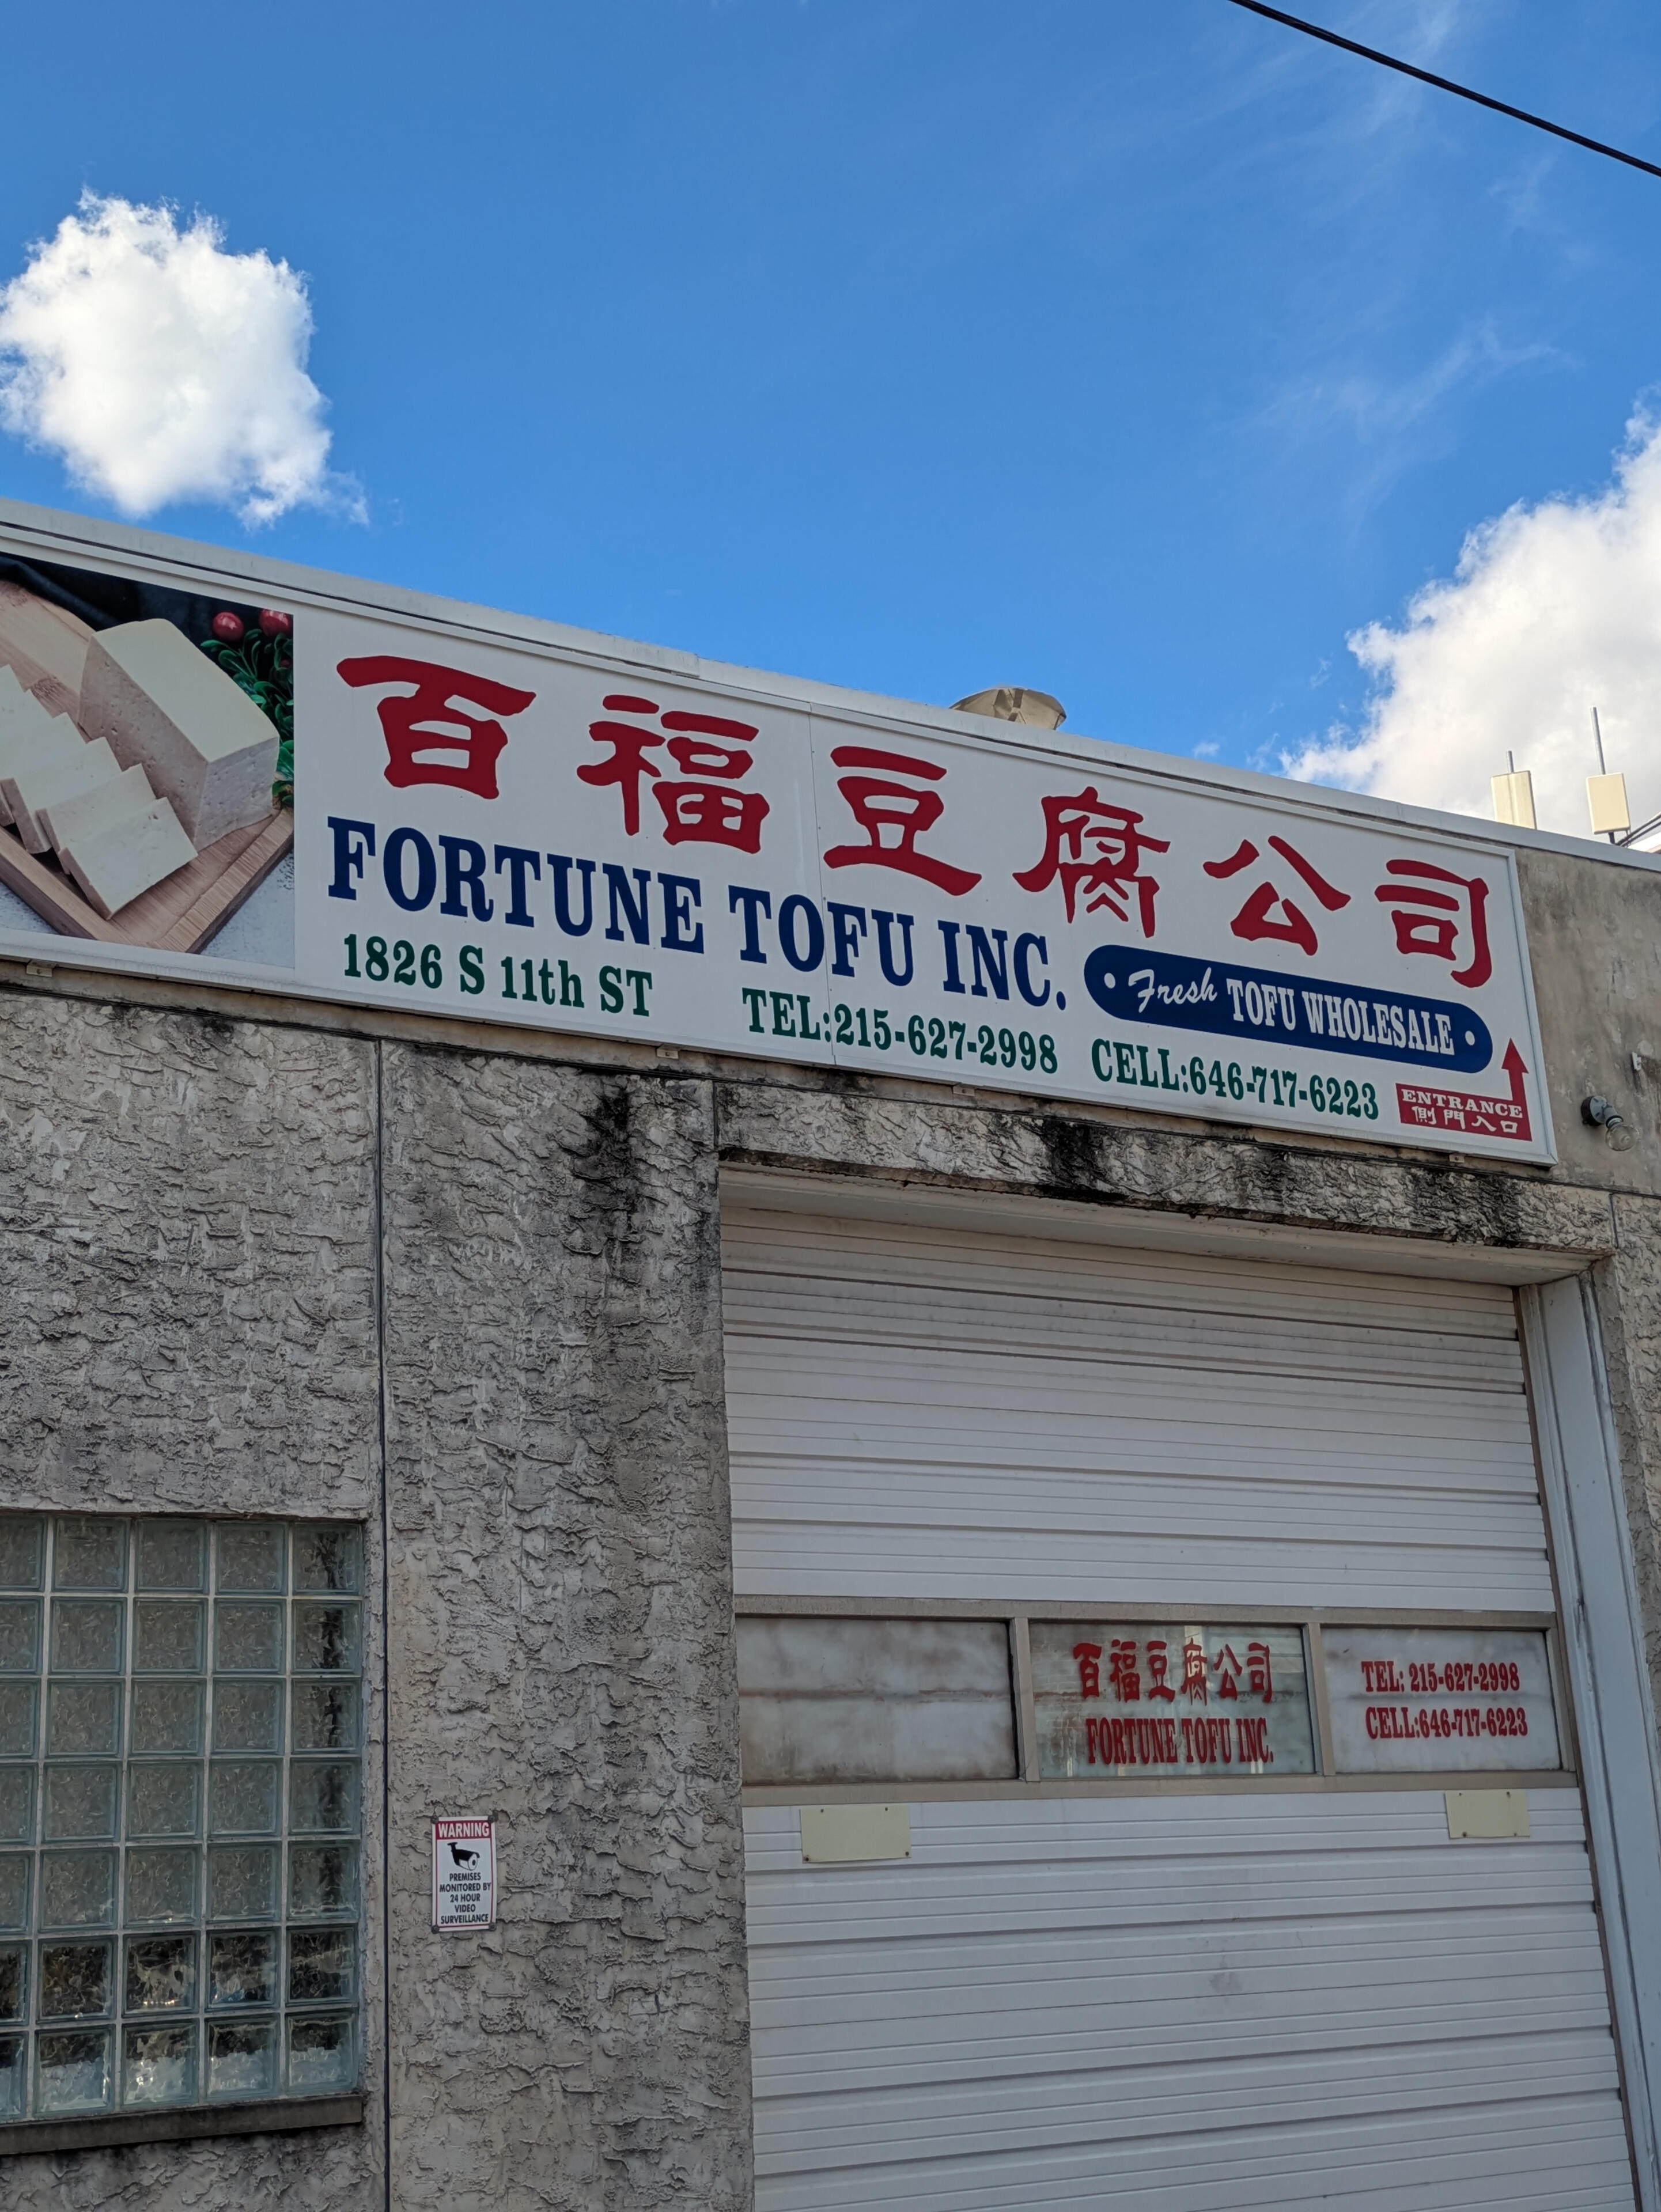 百福豆腐公司
FORTUNE TOFU INC.
Fresh TOFU WHOLESALE
1826 S 11th ST
TEL:215-627-2998
CELL:646-717-6223
ENTRANCE
側門入口
百福豆腐公司
FORTUNE TOFU INC.
TEL: 215-627-2998
CELL:646-717-6223
WARNING
PREMISES
MONITORED BY
24 HOUR
VIDEO
SURVEILLANCE